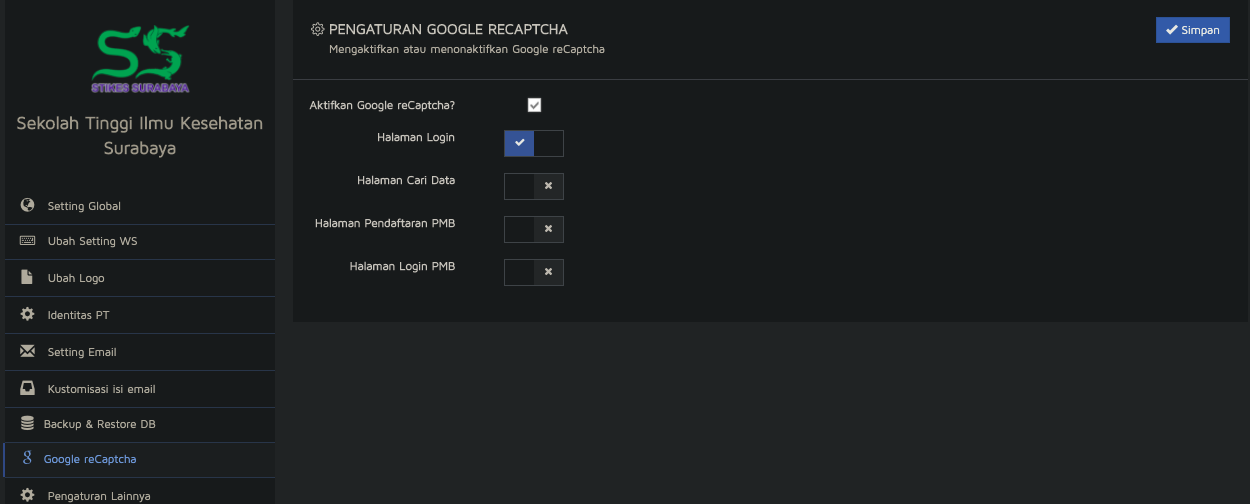 STIKES SURABAYA
Sekolah Tinggi Ilmu Kesehatan
Surabaya
Setting Global
Ubah Setting WS
Ubah Logo
Identitas PT
Setting Email
Kustomisasi isi email
Backup & Restore DB
Google reCaptcha
Pengaturan Lainnya
PENGATURAN GOOGLE RECAPTCHA
Mengaktifkan atau menonaktifkan Google reCaptcha
Simpan
Aktifkan Google reCaptcha?
Halaman Login
Halaman Cari Data
Halaman Pendaftaran PMB
Halaman Login PMB